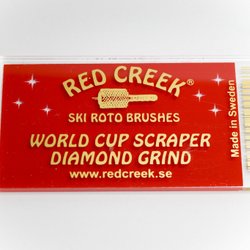 RED CREEK®
SKI ROTO BRUSHES
WORLD CUP SCRAPER
DIAMOND GRIND
www.redcreek.se
Made in Sweden